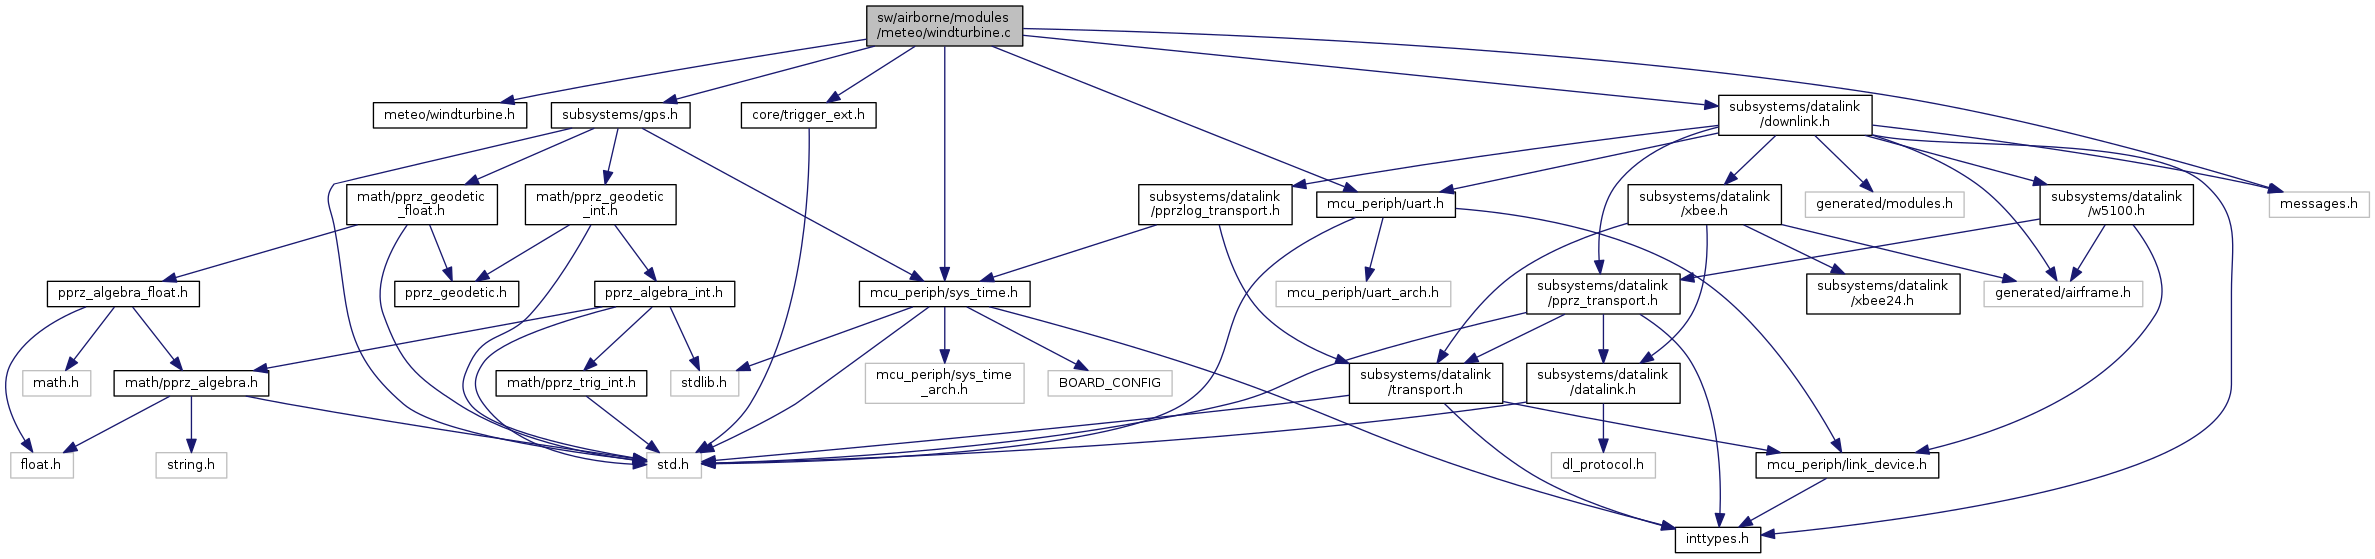 sw/airborne/modules
/meteo/windturbine.c
meteo/windturbine.h
subsystems/gps.h
core/trigger_ext.h
subsystems/datalink
/downlink.h
math/pprz_geodetic
_float.h
math/pprz_geodetic
_int.h
subsystems/datalink
/pprzlog_transport.h
mcu_periph/uart.h
subsystems/datalink
/xbee.h
generated/modules.h
subsystems/datalink
/w5100.h
messages.h
pprz_algebra_float.h
pprz_geodetic.h
pprz_algebra_int.h
mcu_periph/sys_time.h
mcu_periph/uart_arch.h
subsystems/datalink
/pprz_transport.h
subsystems/datalink
/xbee24.h
generated/airframe.h
math.h
math/pprz_algebra.h
math/pprz_trig_int.h
stdlib.h
mcu_periph/sys_time
_arch.h
BOARD_CONFIG
subsystems/datalink
/transport.h
subsystems/datalink
/datalink.h
float.h
string.h
std.h
dl_protocol.h
mcu_periph/link_device.h
inttypes.h